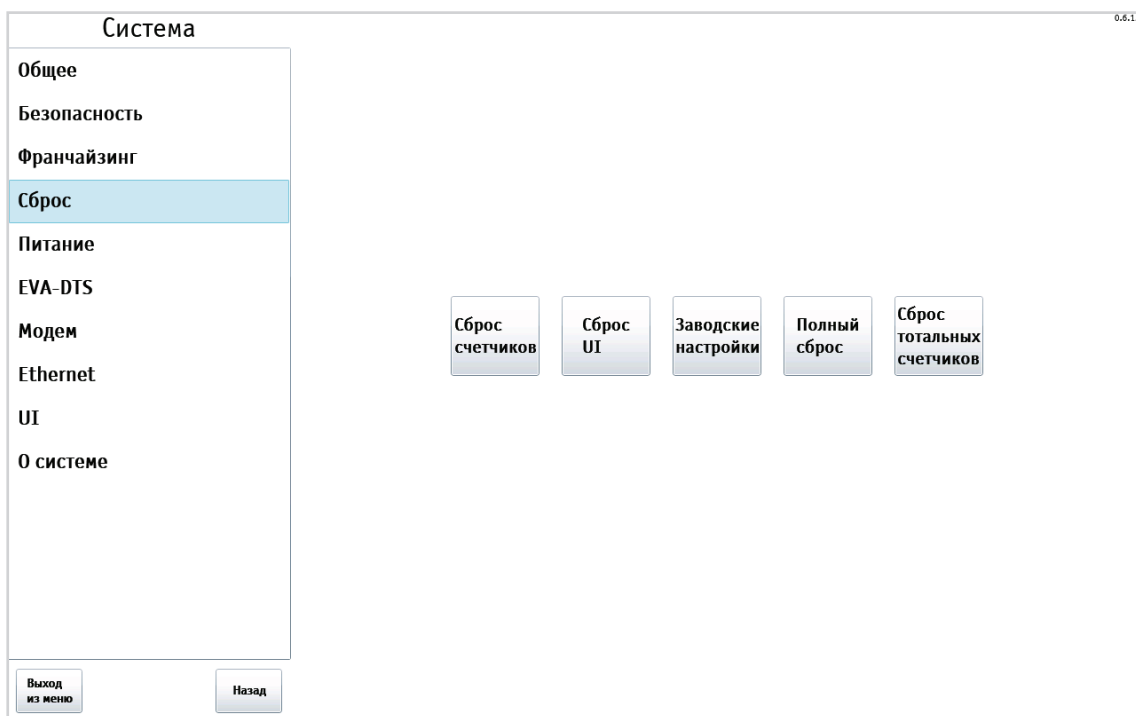 Система
0.6.1
Общее
Безопасность
Франчайзинг
Сброс
Питание
EVA-DTS
Модем
Ethernet
UI
О системе
Сброс
счетчиков
Сброс
UI
Заводские
настройки
Полный
сброс
Сброс
тотальных
счетчиков
Выход
из меню
Назад